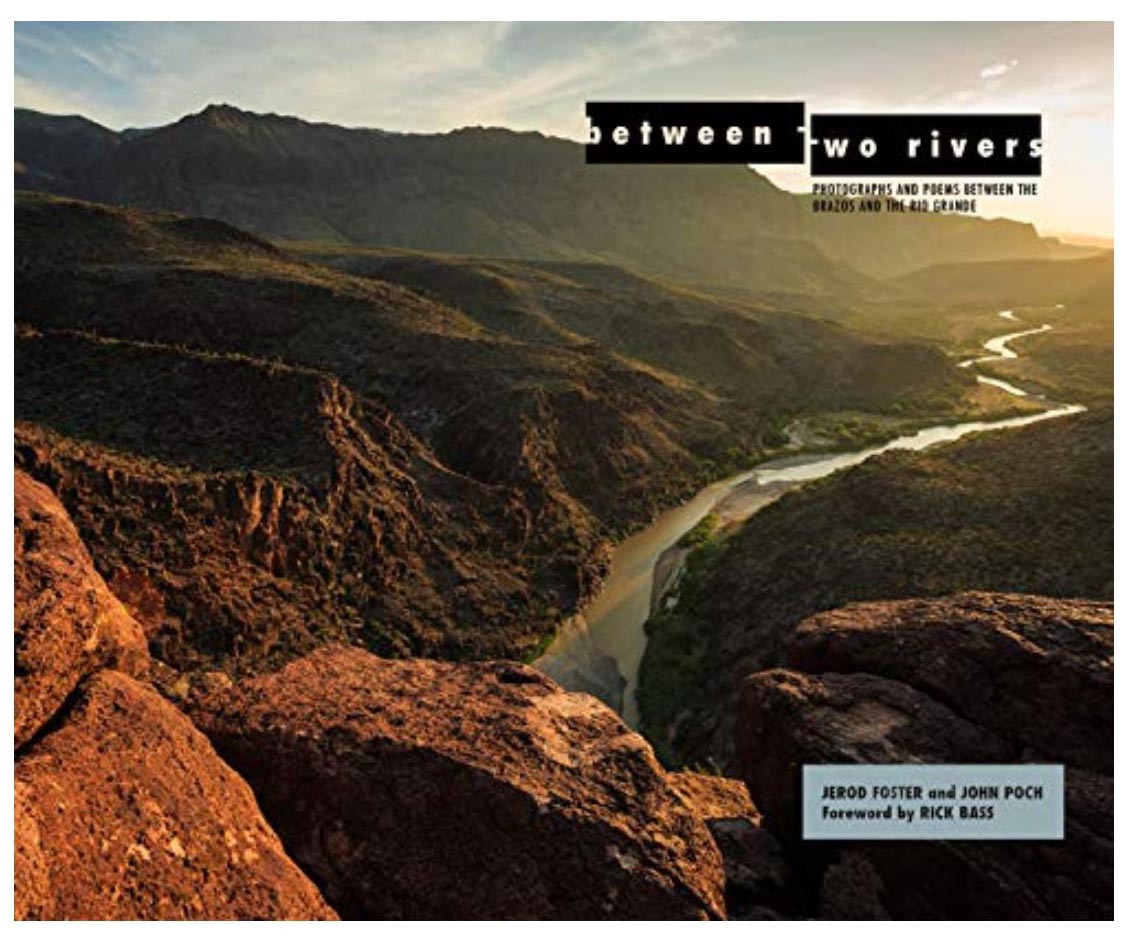 between two rivers
PHOTOGRAPHS AND POEMS BETWEEN THE
BRAZOS AND THE RIO GRANDE
JEROD FOSTER and JOHN POCH
Foreword by RICK BASS